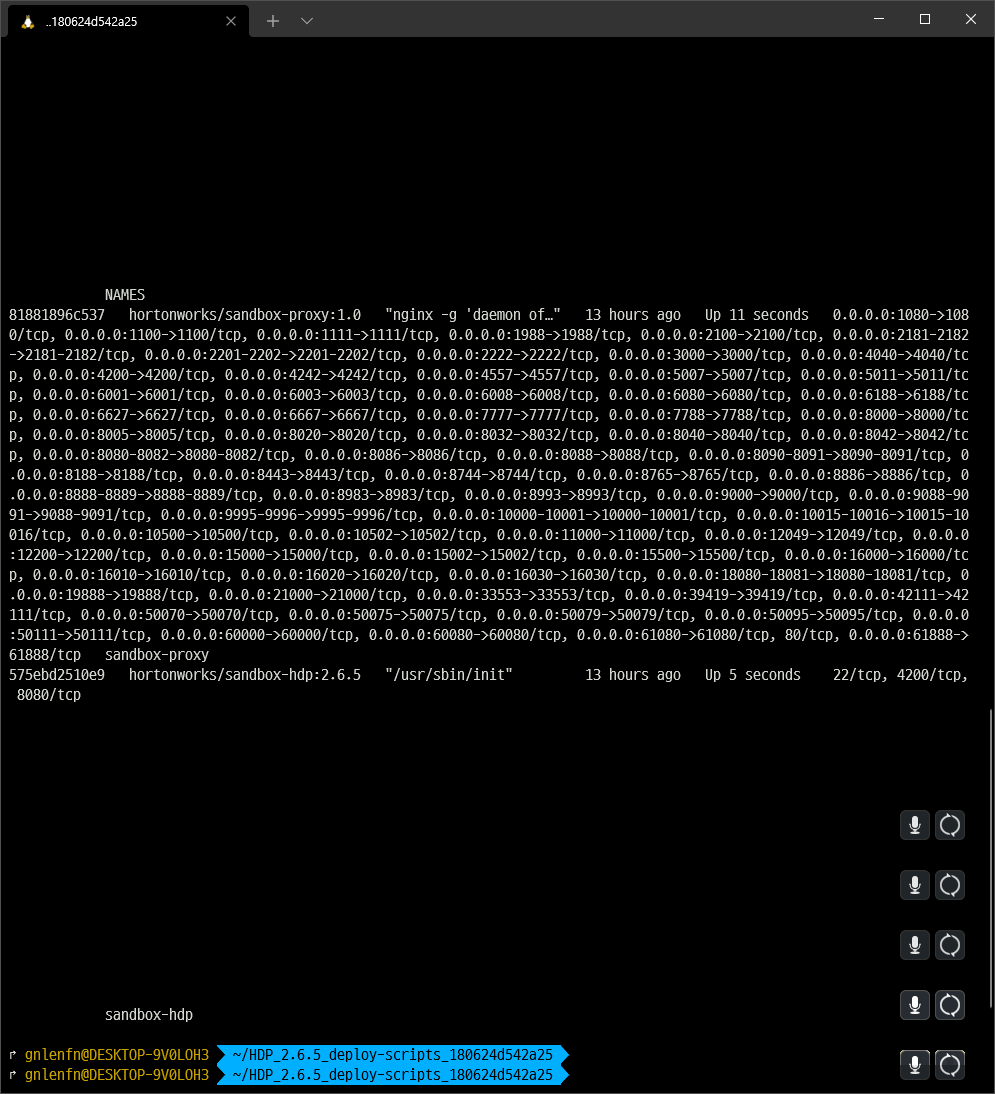 ..180624d542a25
NAMES
81881896c537   hortonworks/sandbox-proxy:1.0   "nginx -g 'daemon of…"   13 hours ago   Up 11 seconds   0.0.0.0:1080->108
0/tcp, 0.0.0.0:1100->1100/tcp, 0.0.0.0:1111->1111/tcp, 0.0.0.0:1988->1988/tcp, 0.0.0.0:2100->2100/tcp, 0.0.0.0:2181-2182
->2181-2182/tcp, 0.0.0.0:2201-2202->2201-2202/tcp, 0.0.0.0:2222->2222/tcp, 0.0.0.0:3000->3000/tcp, 0.0.0.0:4040->4040/tc
p, 0.0.0.0:4200->4200/tcp, 0.0.0.0:4242->4242/tcp, 0.0.0.0:4557->4557/tcp, 0.0.0.0:5007->5007/tcp, 0.0.0.0:5011->5011/tc
p, 0.0.0.0:6001->6001/tcp, 0.0.0.0:6003->6003/tcp, 0.0.0.0:6008->6008/tcp, 0.0.0.0:6080->6080/tcp, 0.0.0.0:6188->6188/tc
p, 0.0.0.0:6627->6627/tcp, 0.0.0.0:6667->6667/tcp, 0.0.0.0:7777->7777/tcp, 0.0.0.0:7788->7788/tcp, 0.0.0.0:8000->8000/tc
p, 0.0.0.0:8005->8005/tcp, 0.0.0.0:8020->8020/tcp, 0.0.0.0:8032->8032/tcp, 0.0.0.0:8040->8040/tcp, 0.0.0.0:8042->8042/tc
p, 0.0.0.0:8080-8082->8080-8082/tcp, 0.0.0.0:8086->8086/tcp, 0.0.0.0:8088->8088/tcp, 0.0.0.0:8090-8091->8090-8091/tcp, 0
.0.0.0:8188->8188/tcp, 0.0.0.0:8443->8443/tcp, 0.0.0.0:8744->8744/tcp, 0.0.0.0:8765->8765/tcp, 0.0.0.0:8886->8886/tcp, 0
.0.0.0:8888-8889->8888-8889/tcp, 0.0.0.0:8983->8983/tcp, 0.0.0.0:8993->8993/tcp, 0.0.0.0:9000->9000/tcp, 0.0.0.0:9088-90
91->9088-9091/tcp, 0.0.0.0:9995-9996->9995-9996/tcp, 0.0.0.0:10000-10001->10000-10001/tcp, 0.0.0.0:10015-10016->10015-10
016/tcp, 0.0.0.0:10500->10500/tcp, 0.0.0.0:10502->10502/tcp, 0.0.0.0:11000->11000/tcp, 0.0.0.0:12049->12049/tcp, 0.0.0.0
:12200->12200/tcp, 0.0.0.0:15000->15000/tcp, 0.0.0.0:15002->15002/tcp, 0.0.0.0:15500->15500/tcp, 0.0.0.0:16000->16000/tc
p, 0.0.0.0:16010->16010/tcp, 0.0.0.0:16020->16020/tcp, 0.0.0.0:16030->16030/tcp, 0.0.0.0:18080-18081->18080-18081/tcp, 0
.0.0.0:19888->19888/tcp, 0.0.0.0:21000->21000/tcp, 0.0.0.0:33553->33553/tcp, 0.0.0.0:39419->39419/tcp, 0.0.0.0:42111->42
111/tcp, 0.0.0.0:50070->50070/tcp, 0.0.0.0:50075->50075/tcp, 0.0.0.0:50079->50079/tcp, 0.0.0.0:50095->50095/tcp, 0.0.0.0
:50111->50111/tcp, 0.0.0.0:60000->60000/tcp, 0.0.0.0:60080->60080/tcp, 0.0.0.0:61080->61080/tcp, 80/tcp, 0.0.0.0:61888->
61888/tcp   sandbox-proxy
575ebd2510e9   hortonworks/sandbox-hdp:2.6.5   "/usr/sbin/init"         13 hours ago   Up 5 seconds    22/tcp, 4200/tcp,
8080/tcp
sandbox-hdp
gnlenfn@DESKTOP-9V0LOH3 ~/HDP_2.6.5_deploy-scripts_180624d542a25
gnlenfn@DESKTOP-9V0LOH3 ~/HDP_2.6.5_deploy-scripts_180624d542a25